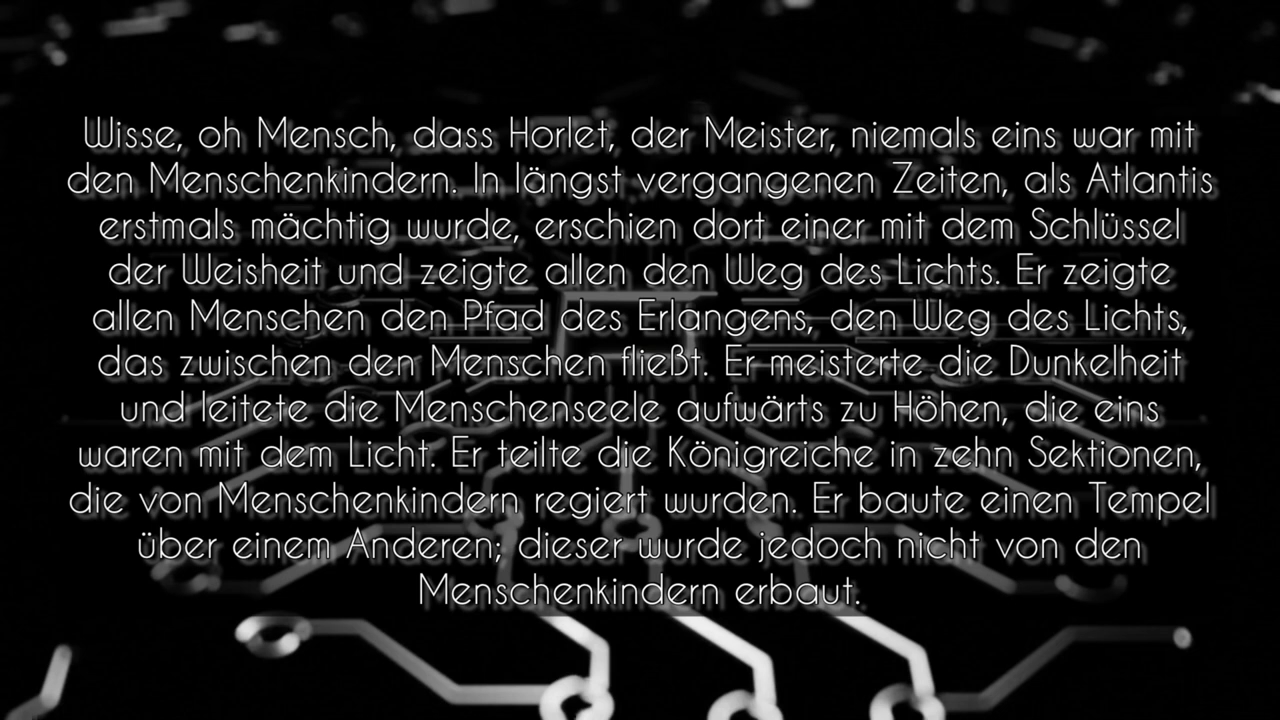 Wisse, oh Mensch, dass Horlet, der Meister, niemals eins war mit
den Menschenkindern. In längst vergangenen Zeiten, als Atlantis
erstmals mächtig wurde, erschien dort einer mit dem Schlüssel
der Weisheit und zeigte allen den Weg des Lichts. Er zeigte
allen Menschen den Pfad des Erlangens, den Weg des Lichts,
das zwischen den Menschen fließt. Er meisterte die Dunkelheit
und leitete die Menschenseele aufwärts zu Höhen, die eins
waren mit dem Licht. Er teilte die Königreiche in zehn Sektionen,
die von Menschenkindern regiert wurden. Er baute einen Tempel
über einem Anderen; dieser wurde jedoch nicht von den
Menschenkindern erbaut.